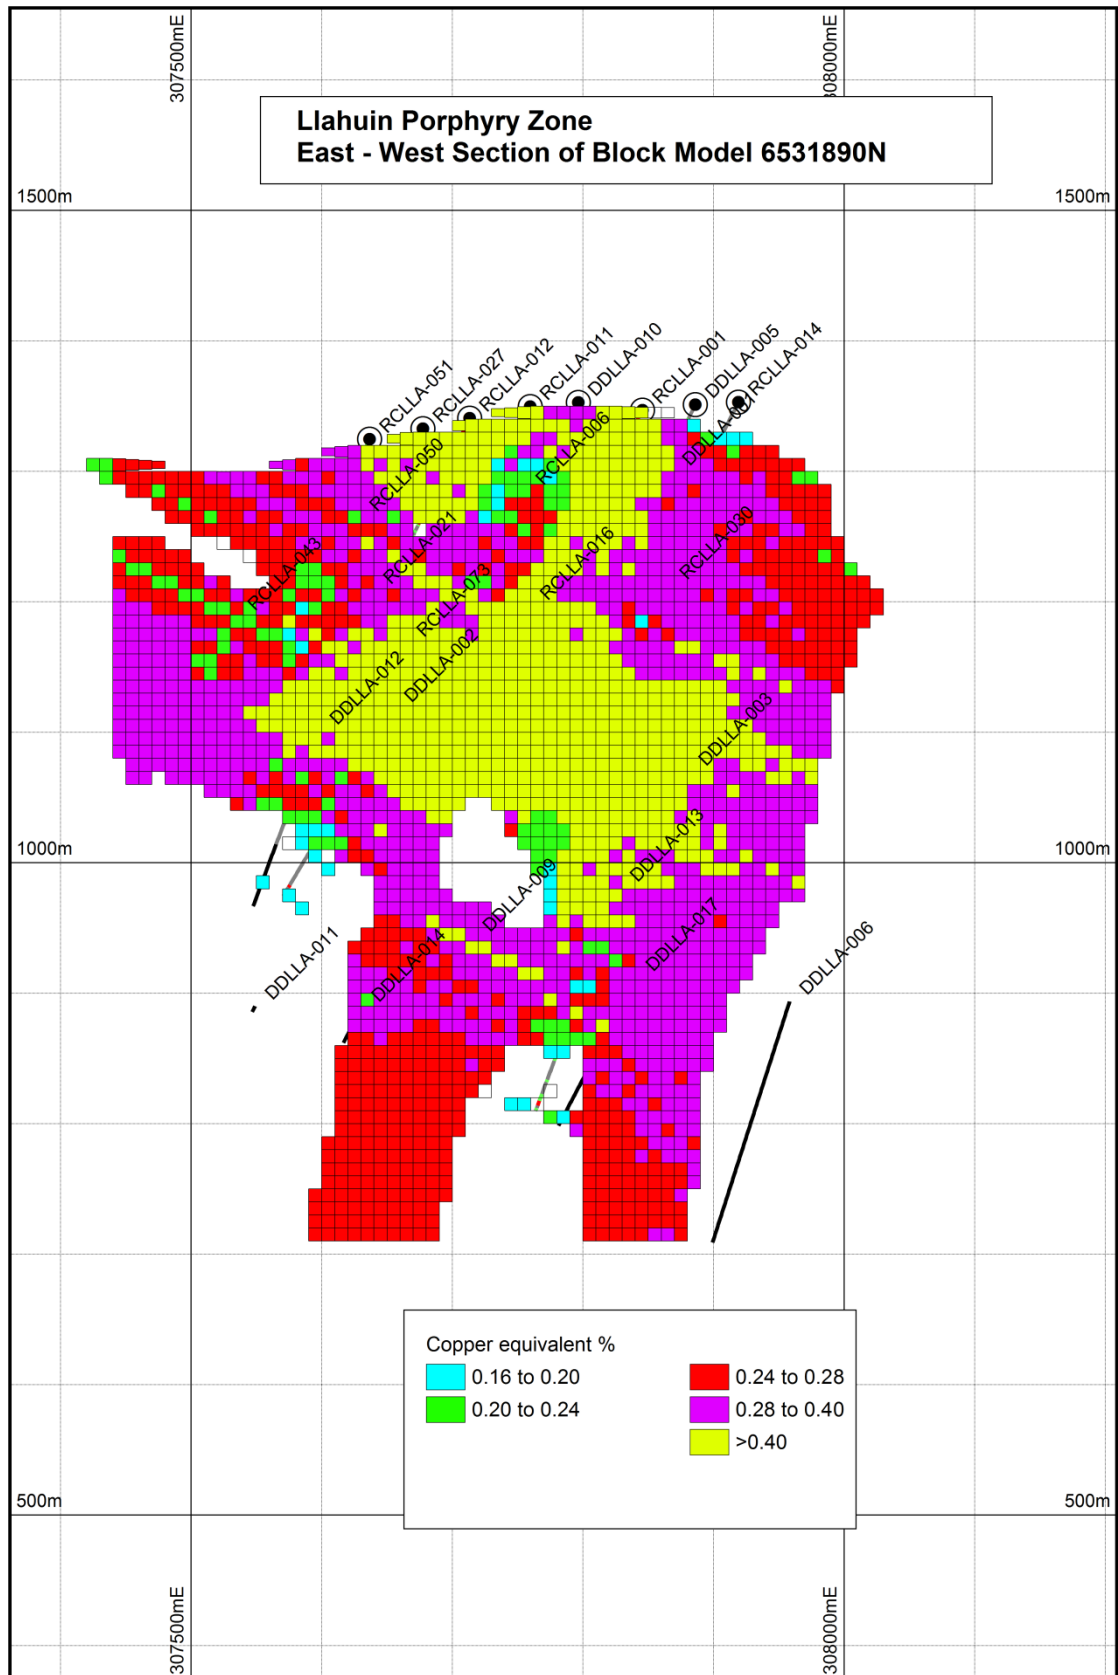 307500mE
308000mE
Llahuin Porphyry Zone
East - West Section of Block Model 6531890N
1500m
1500m
RCLLA-051
RCLLA-027
RCLLA-012
RCLLA-011
DDLLA-010
RCLLA-001
DDLLA-005
RCLLA-014
DDLLA-001
RCLLA-050
RCLLA-006
RCLLA-021
RCLLA-030
RCLLA-043
RCLLA-073
RCLLA-016
DDLLA-012
DDLLA-002
DDLLA-003
1000m
1000m
DDLLA-013
DDLLA-009
DDLLA-017
DDLLA-011
DDLLA-014
DDLLA-006
Copper equivalent %
0.16 to 0.20
0.24 to 0.28
0.20 to 0.24
0.28 to 0.40
>0.40
500m
500m
307500mE
308000mE